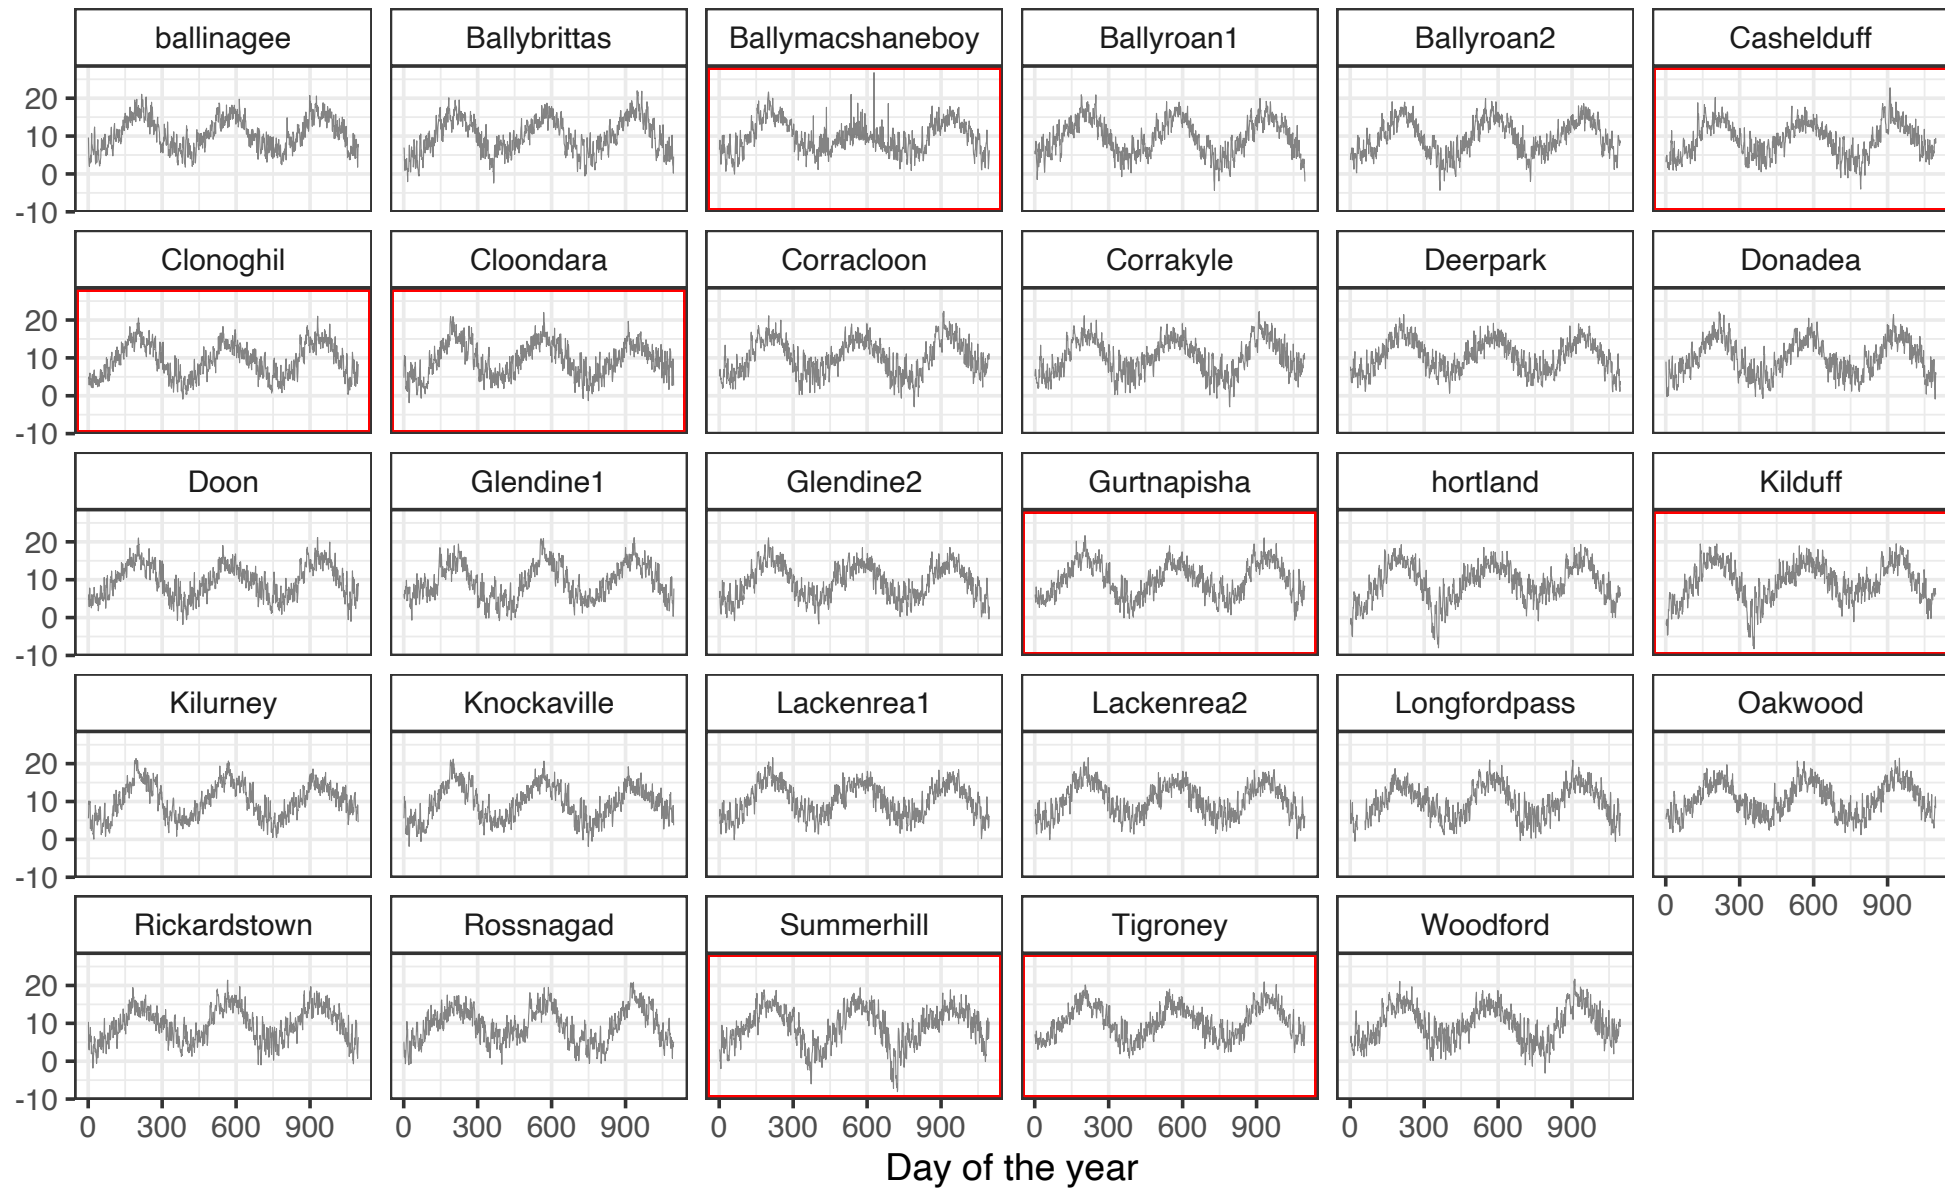 ballinagee Ballybrittas Ballymacshaneboy Ballyroan1 Ballyroan2 Cashelduff
20
10
0
-10
Clonoghil Cloondara Corracloon Corrakyle Deerpark Donadea
20
10
0
-10
Doon Glendine1 Glendine2 Gurtnapisha hortland Kilduff
20
10
0
-10
Kilurney Knockaville Lackenrea1 Lackenrea2 Longfordpass Oakwood
20
10
0
-10
0 300 600 900
Rickardstown Rossnagad Summerhill Tigroney Woodford
20
10
0
-10
0 300 600 900 0 300 600 900 0 300 600 900 0 300 600 900 0 300 600 900
Day of the year